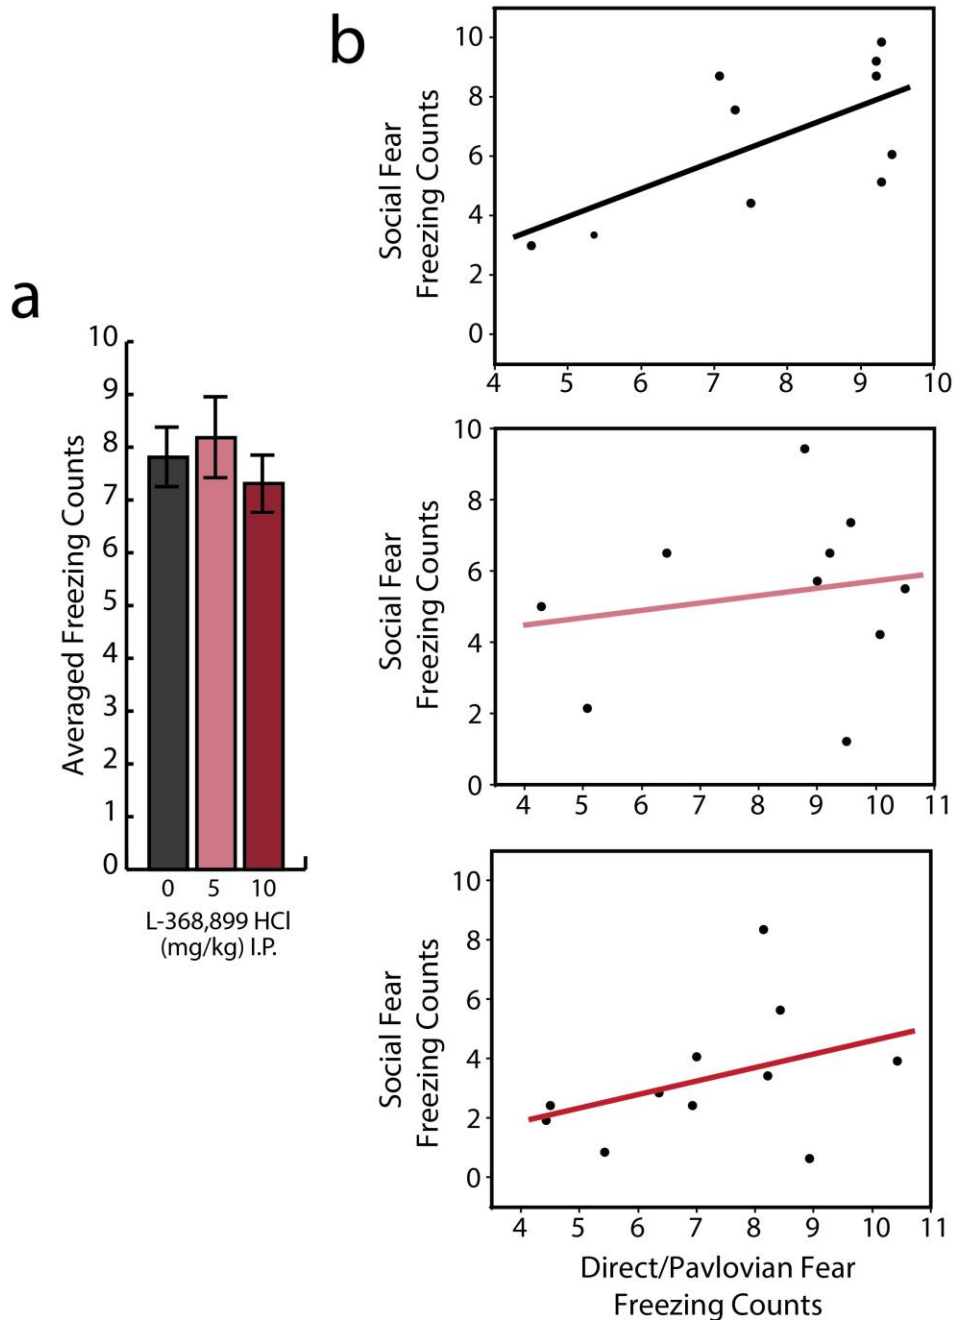 a
Averaged Freezing Counts
10
9
8
7
6
5
4
3
2
1
0
0 5 10
L-368,899 HCl
(mg/kg) I.P.
b
Social Fear
Freezing Counts
10
8
6
4
2
0
4 5 6 7 8 9 10
Social Fear
Freezing Counts
10
8
6
4
2
0
4 5 6 7 8 9 10 11
Social Fear
Freezing Counts
10
8
6
4
2
0
4 5 6 7 8 9 10 11
Direct/Pavlovian Fear
Freezing Counts